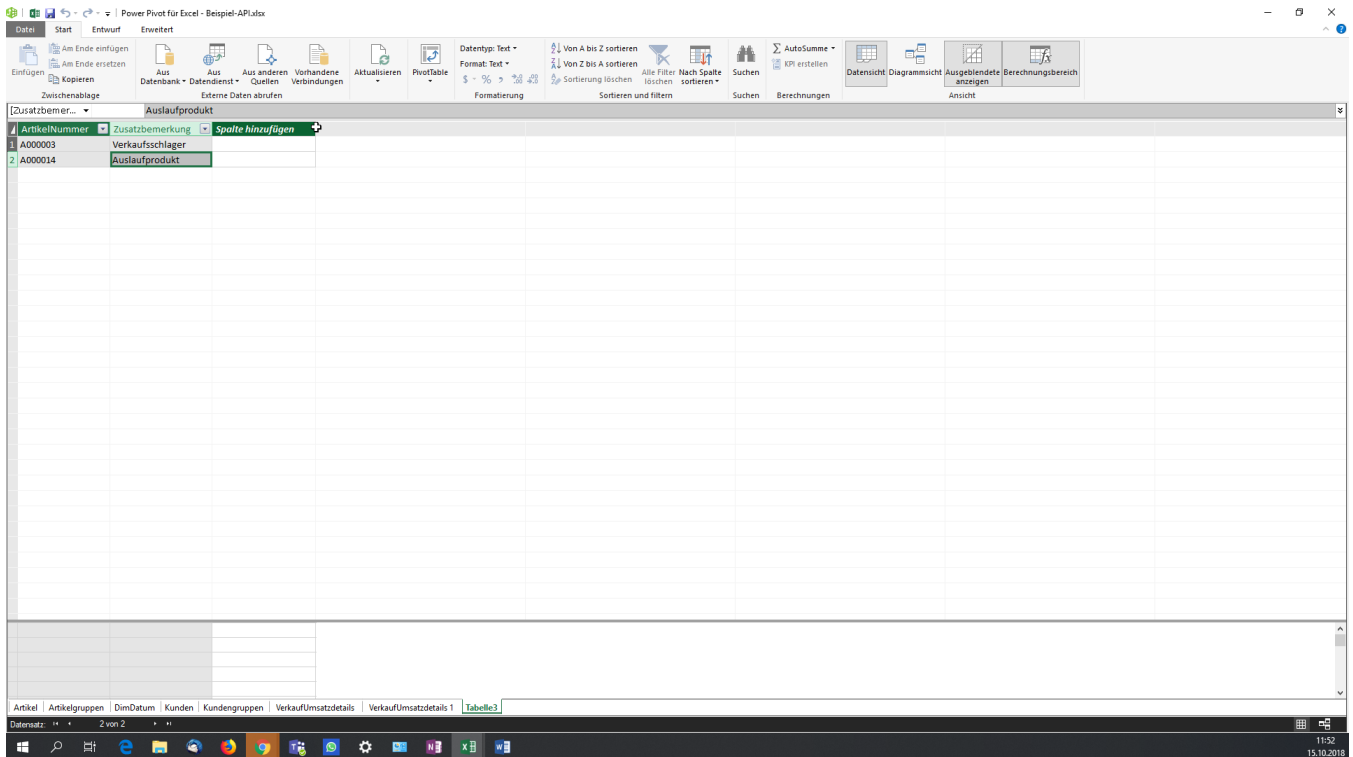 Power Pivot für Excel - Beispiel-API.xlsx
Datei Start Entwurf Erweitert
Einfügen
Am Ende einfügen
Am Ende ersetzen
Kopieren
Zwischenablage
Aus Datenbank
Aus Datendienst
Aus anderen Quellen
Vorhandene Verbindungen
Externe Daten abrufen
Aktualisieren
PivotTable
Datentyp: Text
Format: Text
$ % ,
Formatierung
Von A bis Z sortieren
Von Z bis A sortieren
Sortierung löschen
Alle Filter löschen
Nach Spalte sortieren
Sortieren und filtern
Suchen
Suchen
AutoSumme
KPI erstellen
Berechnungen
Datensicht
Diagrammsicht
Ausgeblendete anzeigen
Berechnungsbereich
Ansicht
[Zusatzbemer... Auslaufprodukt
ArtikelNummer Zusatzbemerkung Spalte hinzufügen
1 A000003 Verkaufsschlager
2 A000014 Auslaufprodukt
Artikel Artikelgruppen DimDatum Kunden Kundengruppen VerkaufUmsatzdetails VerkaufUmsatzdetails 1 Tabelle3
Datensatz: 2 von 2
11:52
15.10.2018